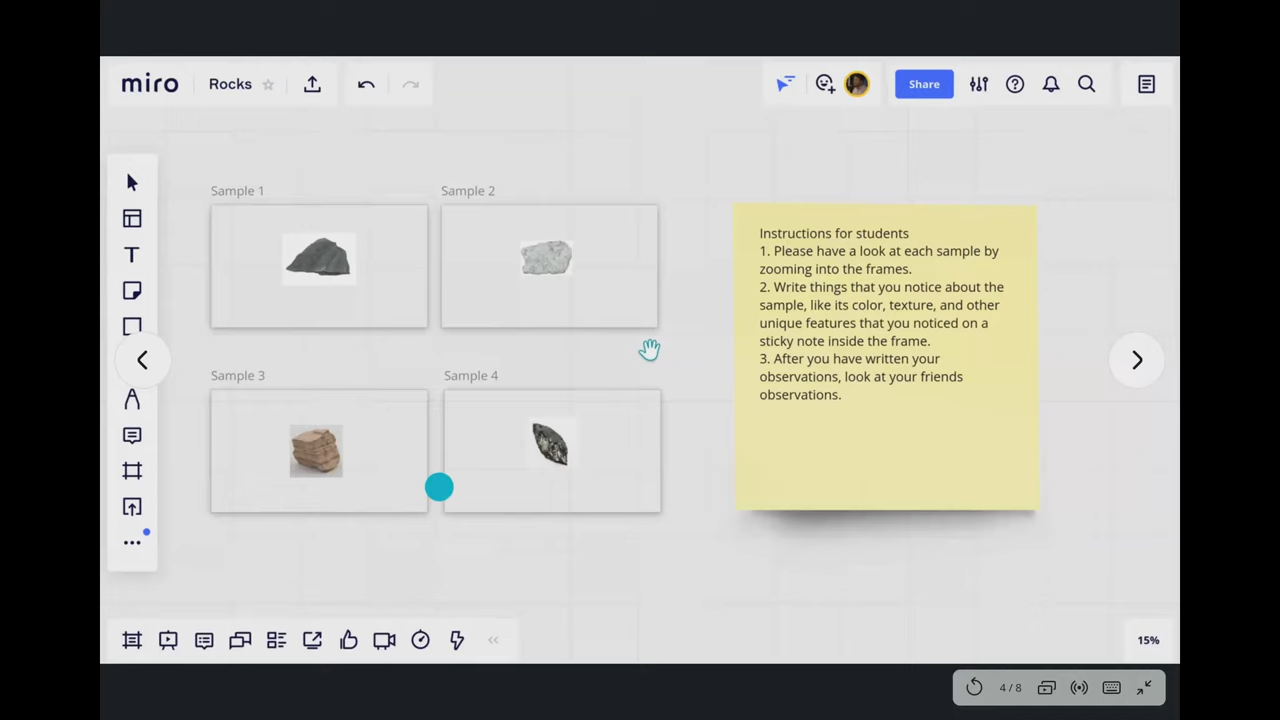 miro
Rocks
Share
Sample 1
Sample 2
Sample 3
Sample 4
Instructions for students
1. Please have a look at each sample by
zooming into the frames.
2. Write things that you notice about the
sample, like its color, texture, and other
unique features that you noticed on a
sticky note inside the frame.
3. After you have written your
observations, look at your friends
observations.
15%
4 / 8